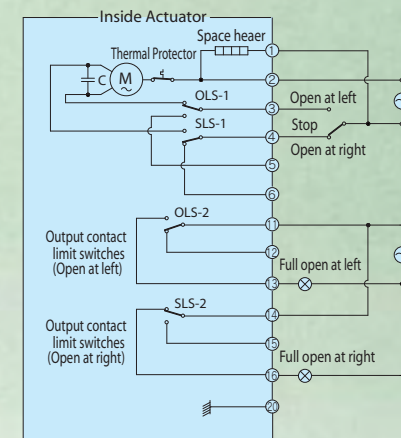 Inside Actuator
Space heaer
①
Thermal Protector
C
M
②
OLS-1
③
Open at left
SLS-1
Stop
④
Open at right
⑤
⑥
OLS-2
⑪
Output contact
limit switches
(Open at left)
⑫
Full open at left
⑬
SLS-2
⑭
Output contact
limit switches
(Open at right)
⑮
Full open at right
⑯
⑳